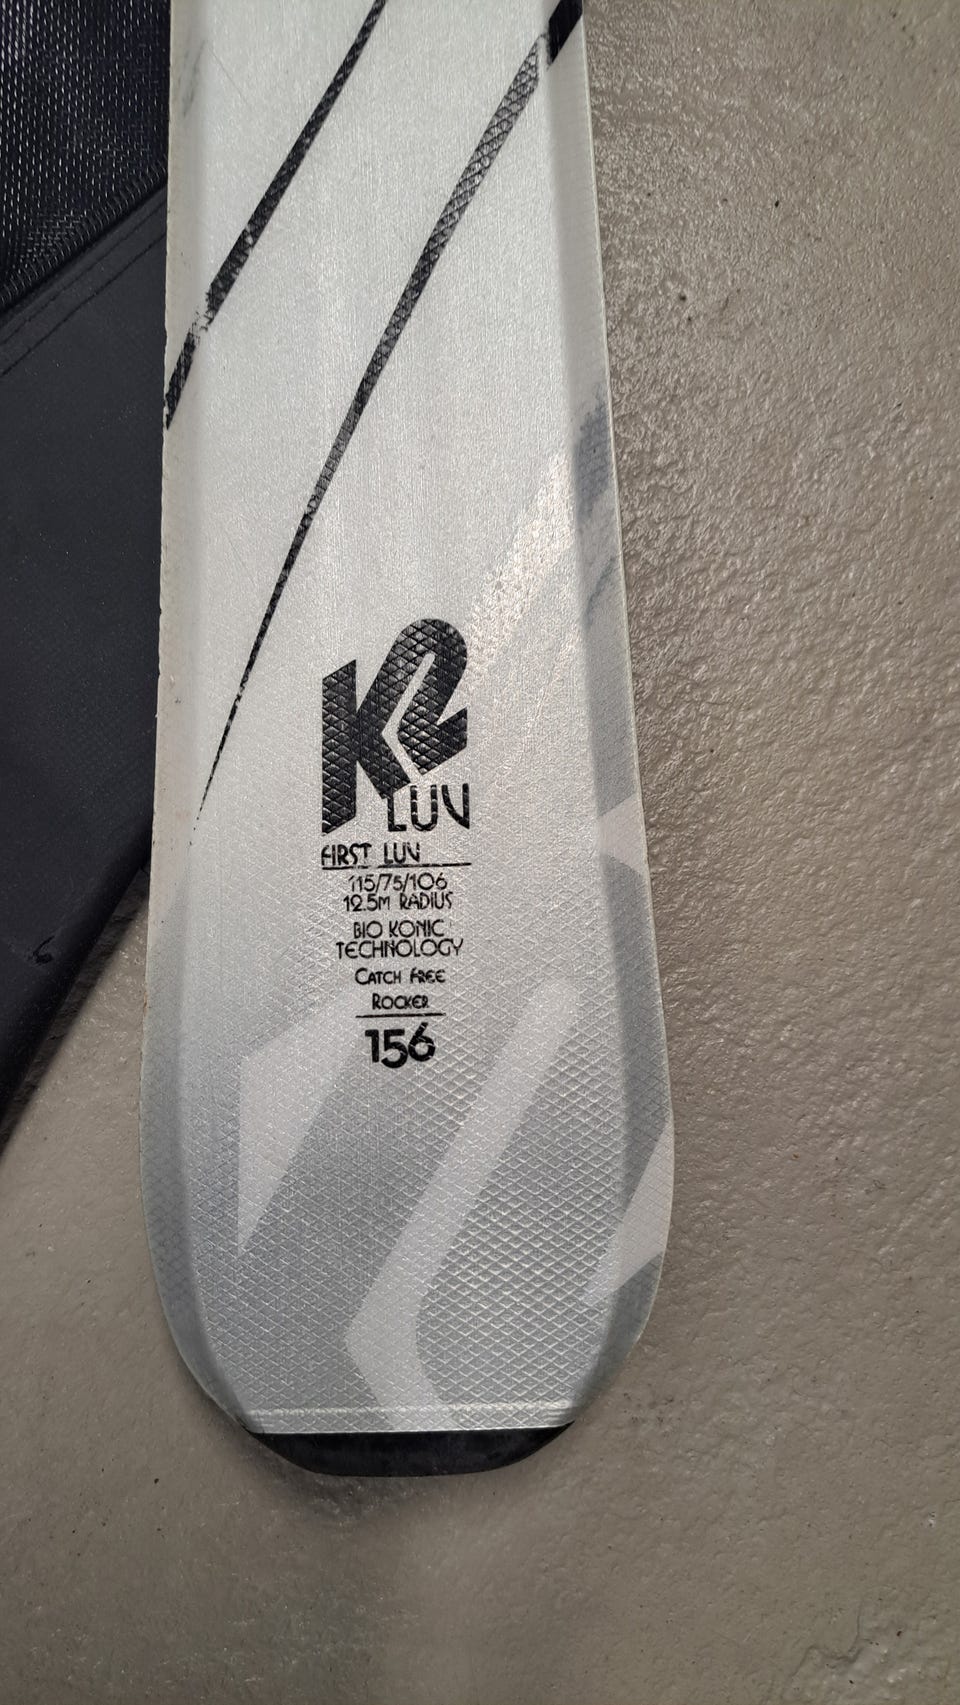 K2
LUV
FIRST LUV
115/75/106
12.5M RADIUS
BIO KONIC
TECHNOLOGY
CATCH FREE
ROCKER
156